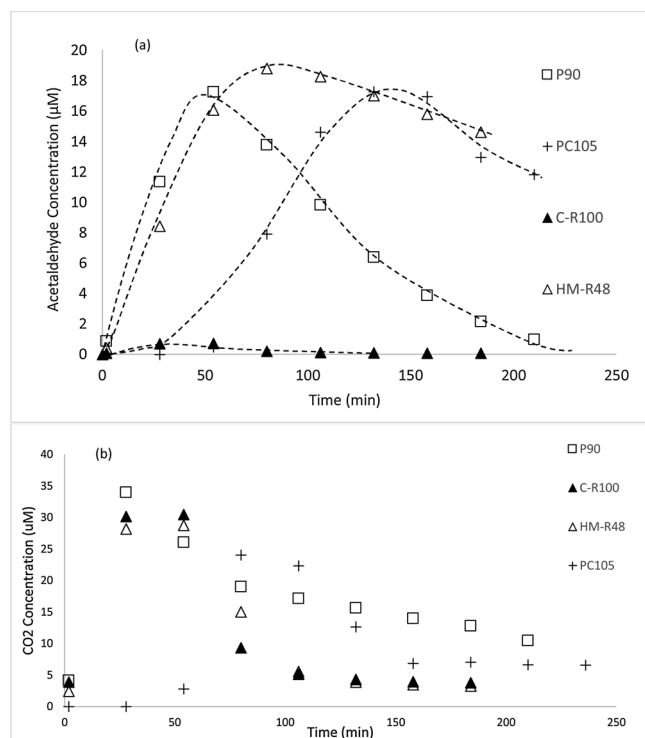 (a)
20
18
16
14
12
10
8
6
4
2
0
Acetaldehyde Concentration (µM)
0 50 100 150 200 250
Time (min)
P90
PC105
C-R100
HM-R48
(b)
40
35
30
25
20
15
10
5
0
CO2 Concentration (uM)
0 50 100 150 200 250
Time (min)
P90
C-R100
HM-R48
PC105